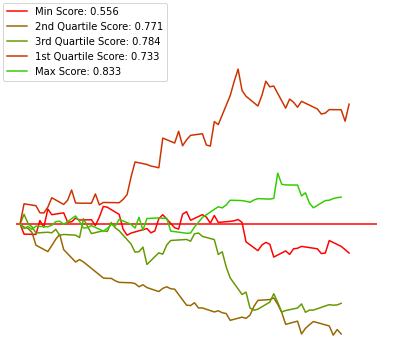 Min Score: 0.556
2nd Quartile Score: 0.771
3rd Quartile Score: 0.784
1st Quartile Score: 0.733
Max Score: 0.833